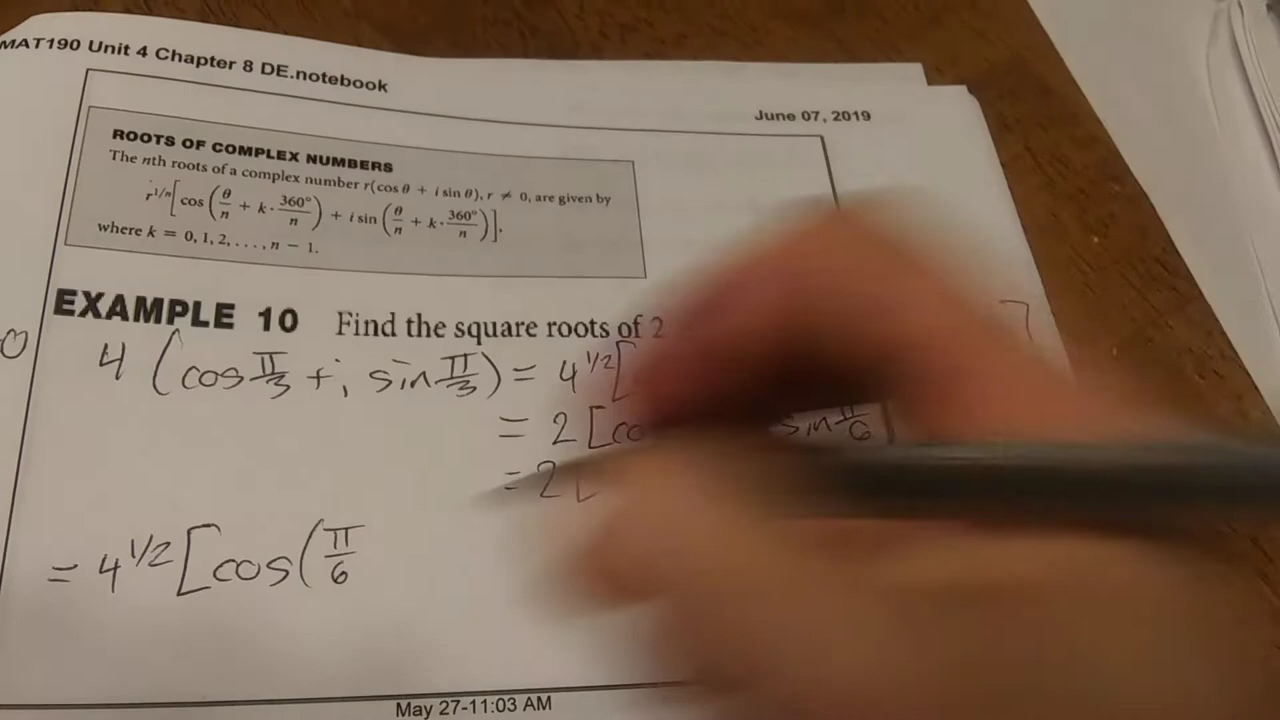 MAT190 Unit 4 Chapter 8 DE.notebook
June 07, 2019
ROOTS OF COMPLEX NUMBERS
The nth roots of a complex number r(cos θ + i sin θ), r ≠ 0, are given by
r^1/n[cos(θ/n + k · 360°/n) + i sin(θ/n + k · 360°/n)],
where k = 0, 1, 2, . . . , n − 1.
EXAMPLE 10 Find the square roots of 2
4 (cos π/3 + i sin π/3) = 4^1/2[
= 2 [co sin π/6
= 2[
= 4^1/2 [cos(π/6
May 27-11:03 AM